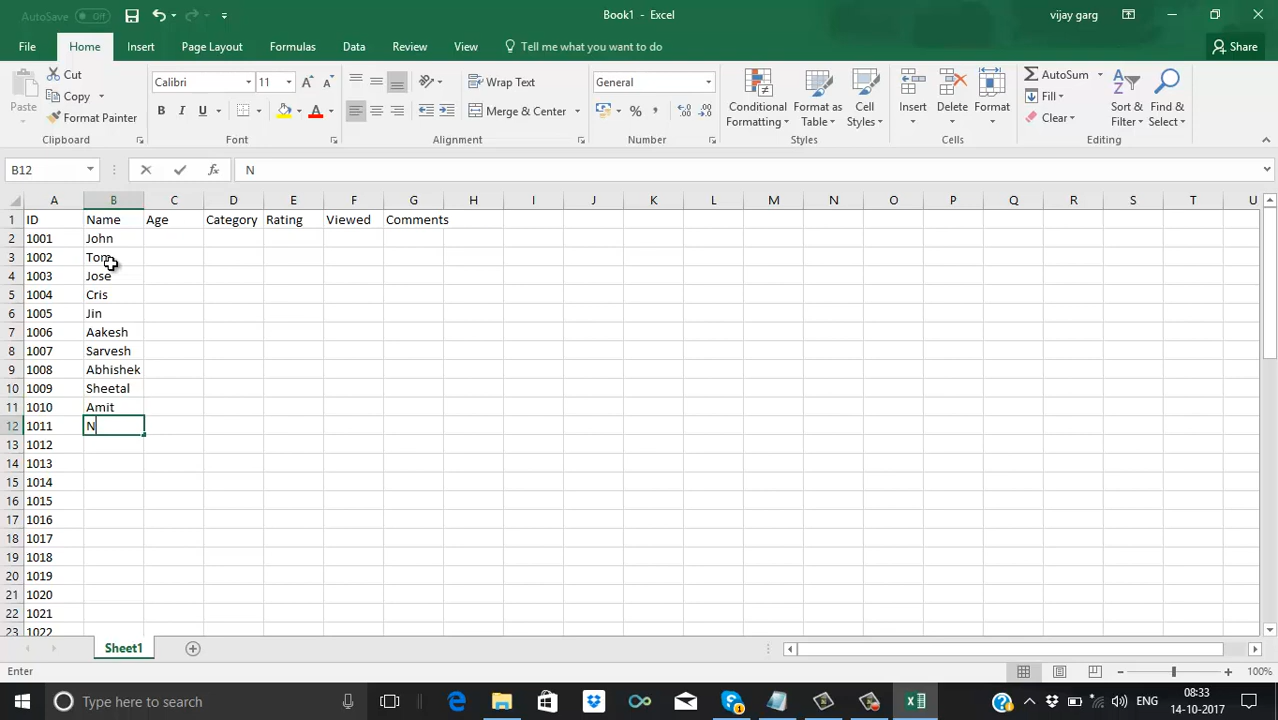 AutoSave Off Book1 - Excel vijay garg
File Home Insert Page Layout Formulas Data Review View Tell me what you want to do Share
Paste Cut Copy Format Painter Clipboard
Calibri 11 B I U Font
Wrap Text Merge & Center Alignment
General % , Number
Conditional Formatting Format as Table Cell Styles Styles
Insert Delete Format Cells
AutoSum Fill Clear Sort & Filter Find & Select Editing
B12 fx N
A B C D E F G H I J K L M N O P Q R S T U
1 ID Name Age Category Rating Viewed Comments
2 1001 John
3 1002 Tom
4 1003 Jose
5 1004 Cris
6 1005 Jin
7 1006 Aakesh
8 1007 Sarvesh
9 1008 Abhishek
10 1009 Sheetal
11 1010 Amit
12 1011 N
13 1012
14 1013
15 1014
16 1015
17 1016
18 1017
19 1018
20 1019
21 1020
22 1021
23 1022
Sheet1
Enter 100%
Type here to search ENG 08:33
14-10-2017